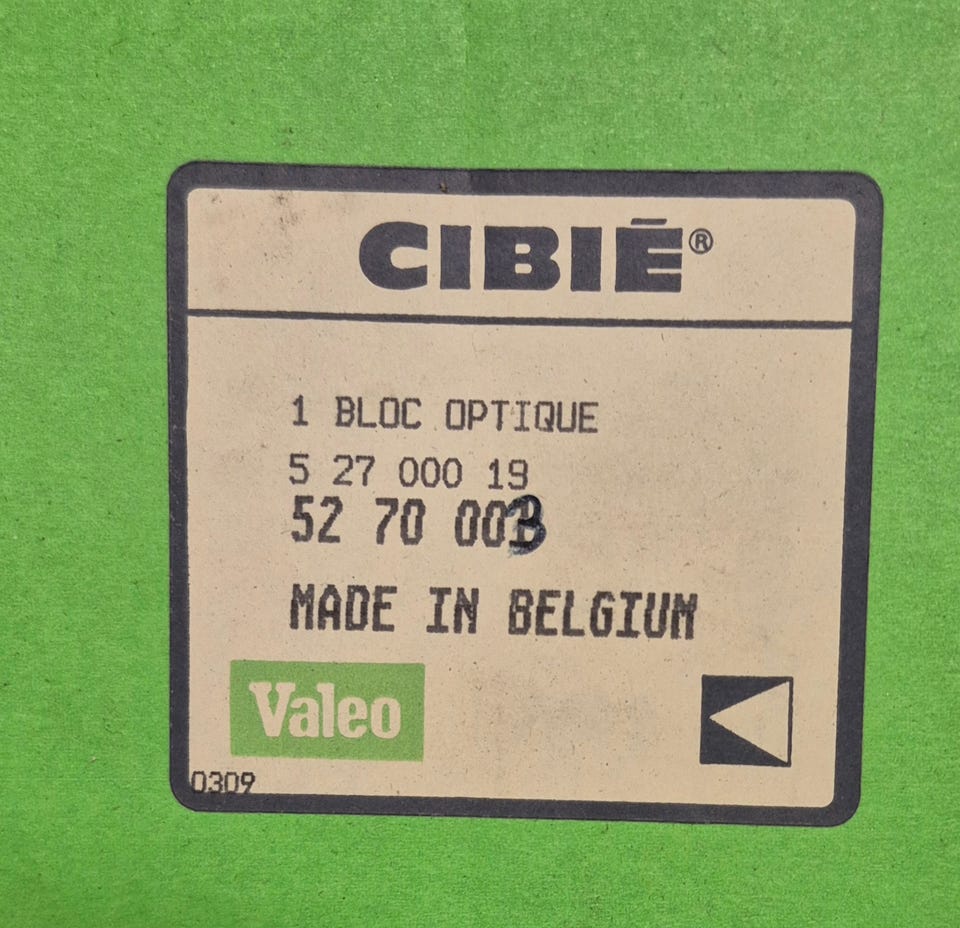 CIBIÉ®
1 BLOC OPTIQUE
5 27 000 19
52 70 003
MADE IN BELGIUM
Valeo
0309